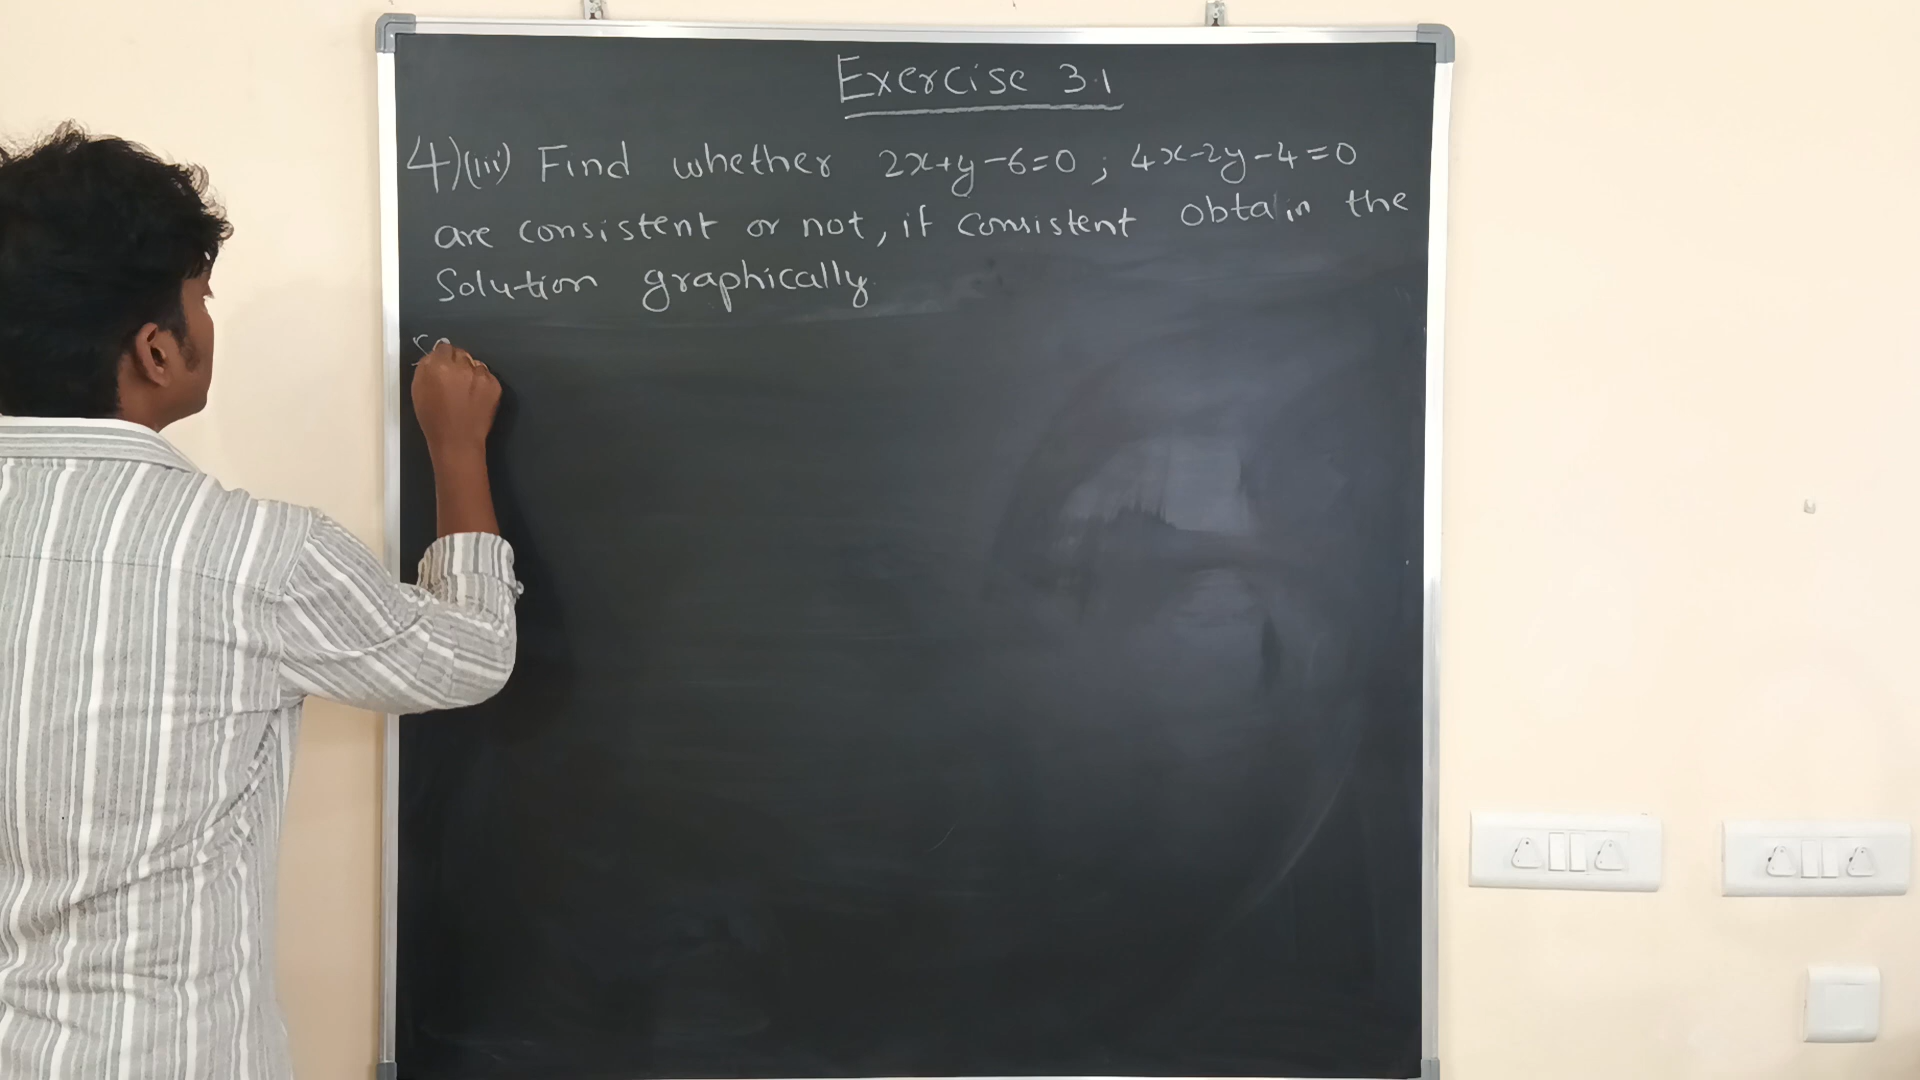 Exercise 3.1
4)(iii) Find whether 2x+y-6=0 ; 4x-2y-4=0
are consistent or not, if consistent obtain the
Solution graphically.